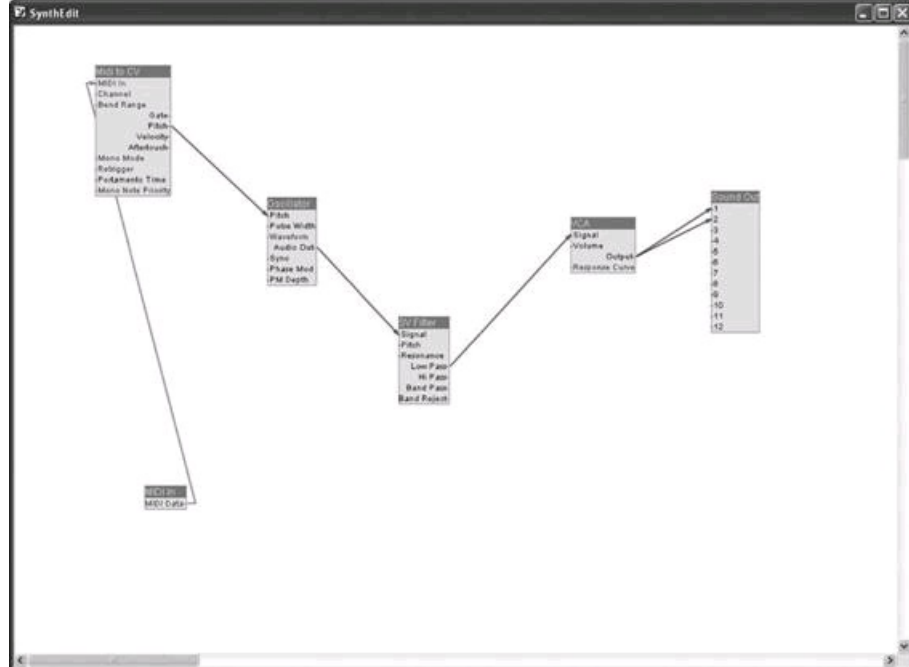 SynthEdit
Midi to CV
MIDI In
Channel
Bend Range
Gate
Pitch
Velocity
Aftertouch
Mono Mode
Retrigger
Portamento Time
Mono Note Priority
Oscillator
Pitch
Pulse Width
Waveform
Audio Out
Sync
Phase Mod
PM Depth
SV Filter
Signal
Pitch
Resonance
Low Pass
Hi Pass
Band Pass
Band Reject
VCA
Signal
Volume
Output
Response Curve
Sound Out
1
2
3
4
5
6
7
8
9
10
11
12
MIDI In
MIDI Data